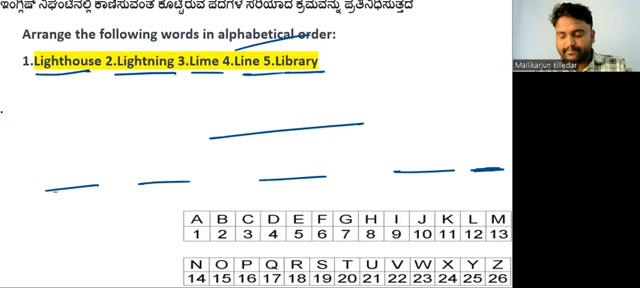 ಇಂಗ್ಲಿಷ್ ನಿಘಂಟಿನಲ್ಲಿ ಕಾಣಿಸುವಂತೆ ಕೊಟ್ಟಿರುವ ಪದಗಳ ಸರಿಯಾದ ಕ್ರಮವನ್ನು ಪ್ರತಿನಿಧಿಸುತ್ತದೆ
Arrange the following words in alphabetical order:
1.Lighthouse 2.Lightning 3.Lime 4.Line 5.Library
Mallikarjun killedar
A B C D E F G H I J K L M
1 2 3 4 5 6 7 8 9 10 11 12 13
N O P Q R S T U V W X Y Z
14 15 16 17 18 19 20 21 22 23 24 25 26